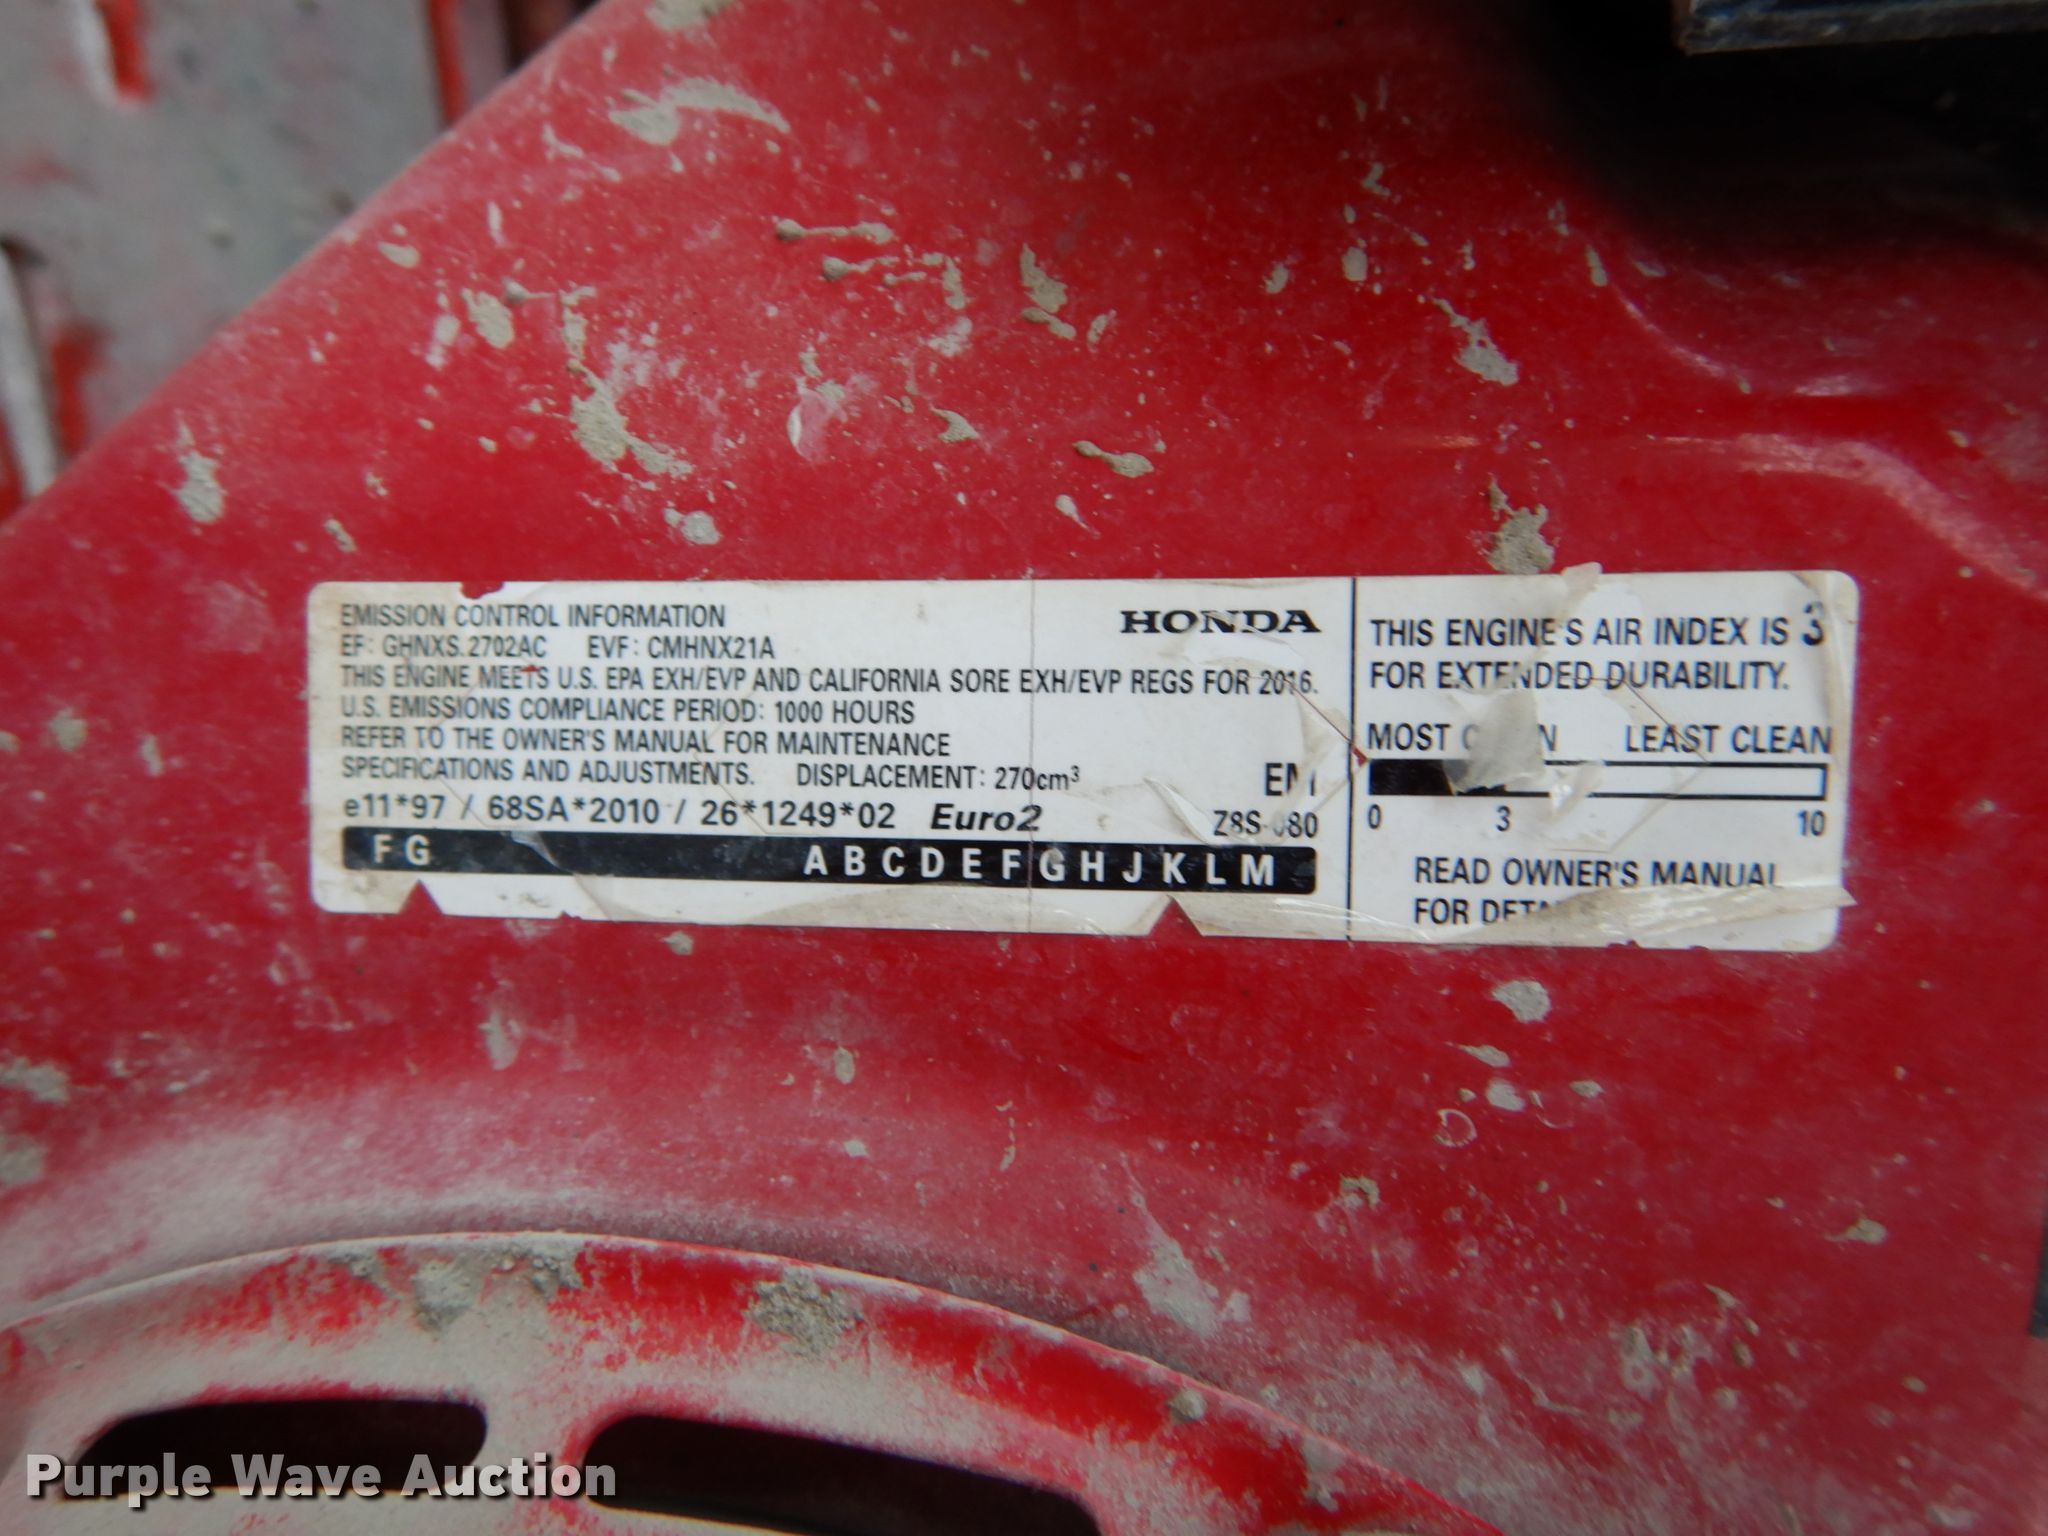 EMISSION CONTROL INFORMATION HONDA
EF: GHNXS.2702AC EVF: CMHNX21A
THIS ENGINE MEETS U.S. EPA EXH/EVP AND CALIFORNIA SORE EXH/EVP REGS FOR 2016.
U.S. EMISSIONS COMPLIANCE PERIOD: 1000 HOURS
REFER TO THE OWNER'S MANUAL FOR MAINTENANCE
SPECIFICATIONS AND ADJUSTMENTS. DISPLACEMENT: 270cm³ EM
e11*97 / 68SA*2010 / 26*1249*02 Euro2 Z8S-080
F G A B C D E F G H J K L M
THIS ENGINE'S AIR INDEX IS 3
FOR EXTENDED DURABILITY.
MOST LEAST CLEAN
0 3 10
READ OWNER'S MANUAL
FOR
Purple Wave Auction